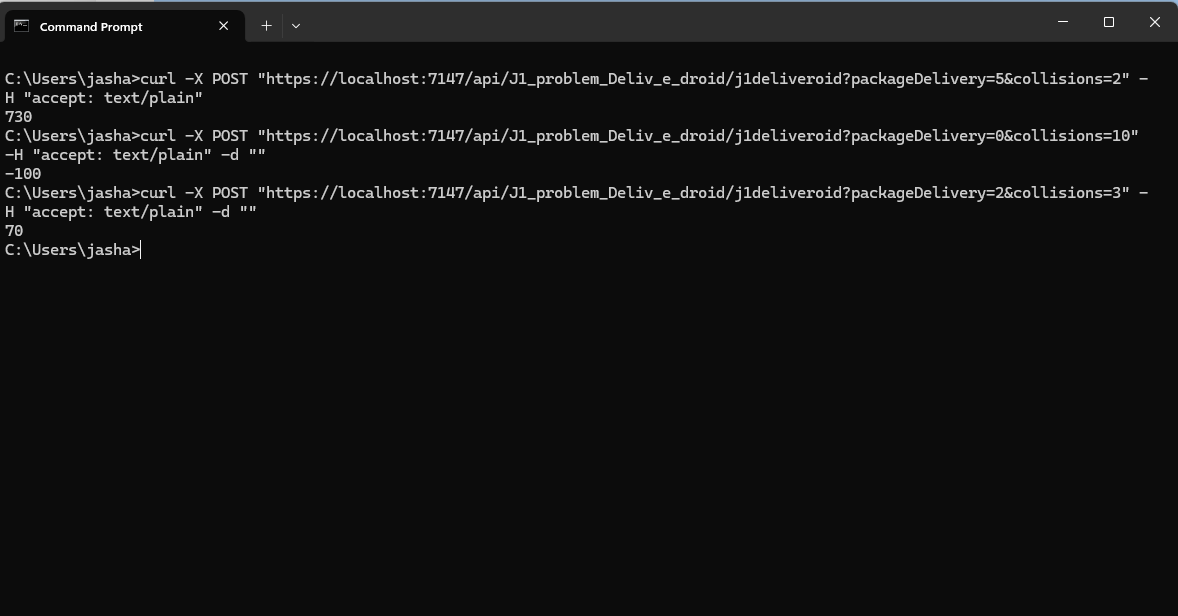 Command Prompt
C:\Users\jasha>curl -X POST "https://localhost:7147/api/J1_problem_Deliv_e_droid/j1deliveroid?packageDelivery=5&collisions=2" -
H "accept: text/plain"
730
C:\Users\jasha>curl -X POST "https://localhost:7147/api/J1_problem_Deliv_e_droid/j1deliveroid?packageDelivery=0&collisions=10"
-H "accept: text/plain" -d ""
-100
C:\Users\jasha>curl -X POST "https://localhost:7147/api/J1_problem_Deliv_e_droid/j1deliveroid?packageDelivery=2&collisions=3" -
H "accept: text/plain" -d ""
70
C:\Users\jasha>